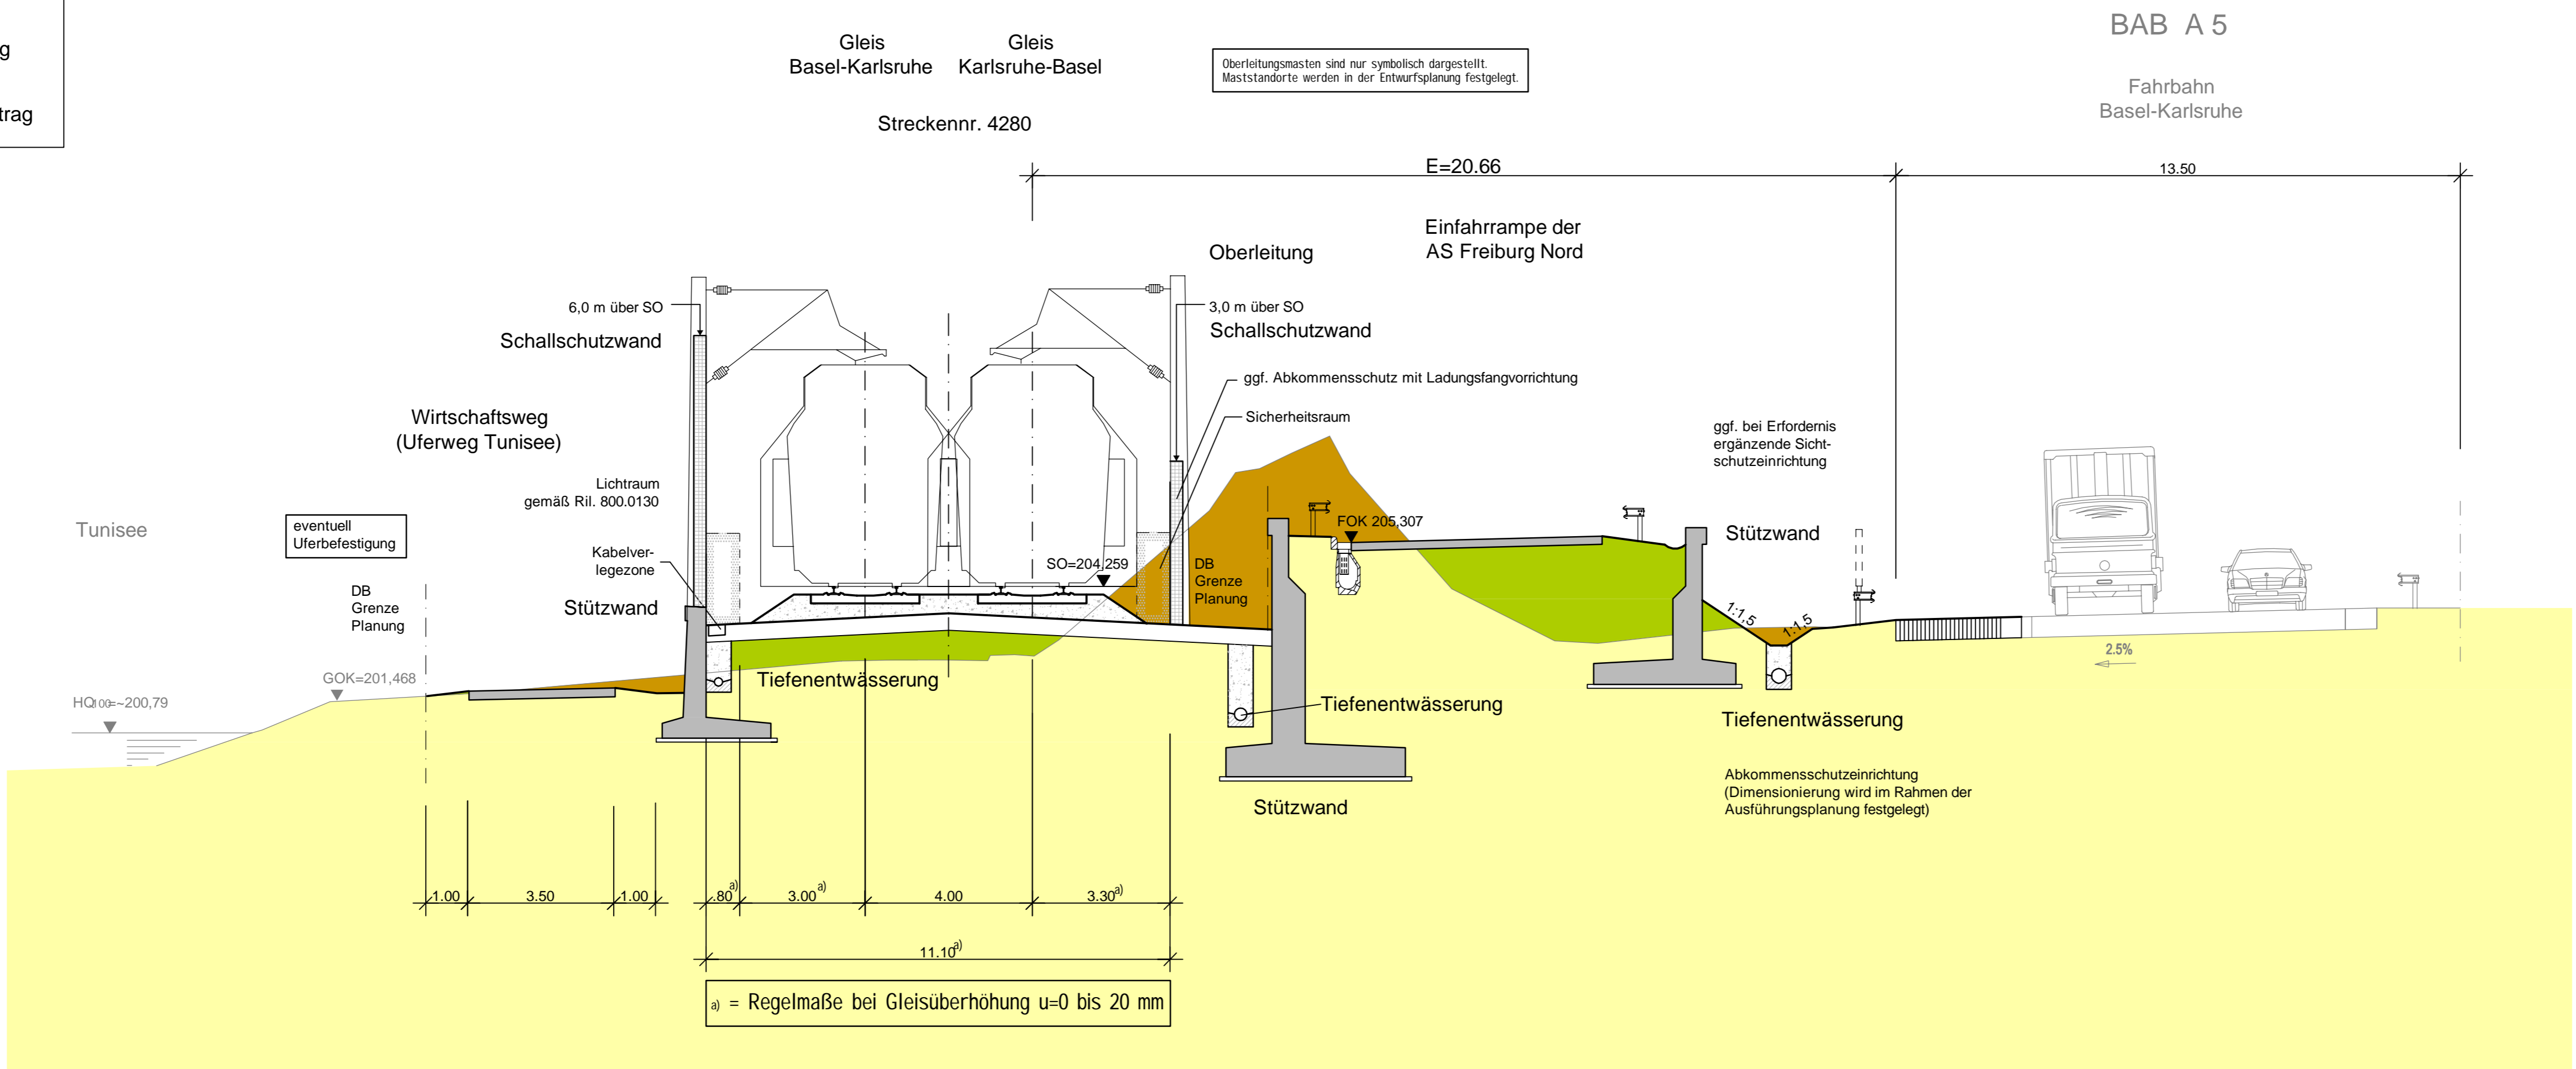 BAB A 5
Fahrbahn
Basel-Karlsruhe
Gleis
Basel-Karlsruhe
Gleis
Karlsruhe-Basel
Streckennr. 4280
Oberleitungsmasten sind nur symbolisch dargestellt.
Maststandorte werden in der Entwurfsplanung festgelegt.
E=20.66
13.50
Einfahrrampe der
AS Freiburg Nord
Oberleitung
6,0 m über SO
Schallschutzwand
3,0 m über SO
Schallschutzwand
ggf. Abkommensschutz mit Ladungsfangvorrichtung
Sicherheitsraum
Wirtschaftsweg
(Uferweg Tunisee)
Lichtraum
gemäß Ril. 800.0130
ggf. bei Erfordernis
ergänzende Sicht-
schutzeinrichtung
Tunisee
eventuell
Uferbefestigung
Kabelver-
legezone
FOK 205,307
Stützwand
SO=204,259
DB
Grenze
Planung
DB
Grenze
Planung
Stützwand
1:1,5
1:1,5
2.5%
GOK=201,468
HQ100=~200,79
Tiefenentwässerung
Tiefenentwässerung
Tiefenentwässerung
Stützwand
Abkommensschutzeinrichtung
(Dimensionierung wird im Rahmen der
Ausführungsplanung festgelegt)
1.00
3.50
1.00
.80 a)
3.00 a)
4.00
3.30 a)
11.10 a)
a) = Regelmaße bei Gleisüberhöhung u=0 bis 20 mm